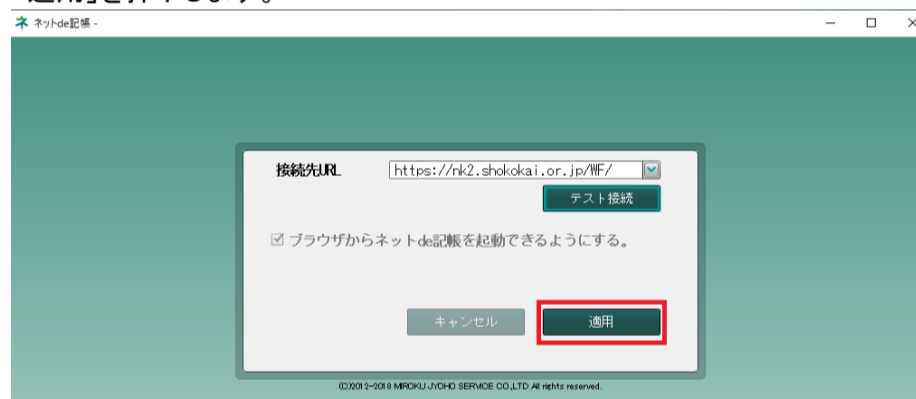 「適用」を押下します。
ネットde記帳 -
接続先URL https://nk2.shokokai.or.jp/WF/
テスト接続
ブラウザからネットde記帳を起動できるようにする。
キャンセル 適用
(C)2012-2018 MIROKU JYOHO SERVICE CO.,LTD All rights reserved.